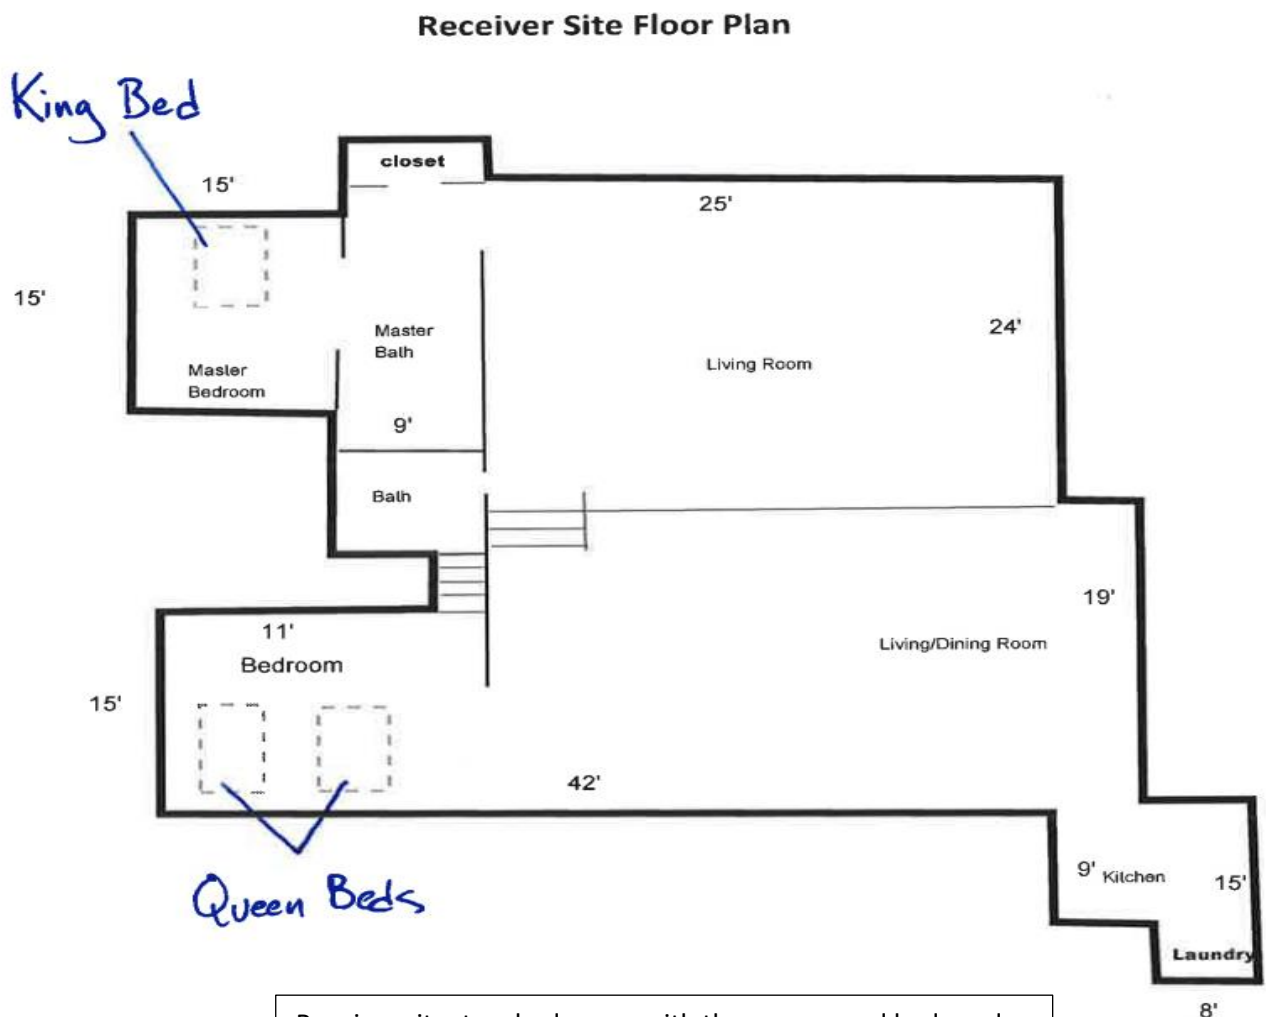 Receiver Site Floor Plan
King Bed
closet
15'
25'
15'
24'
Master
Bath
Living Room
Master
Bedroom
9'
Bath
19'
11'
Living/Dining Room
Bedroom
15'
42'
9' Kitchen
15'
Queen Beds
Laundry
8'